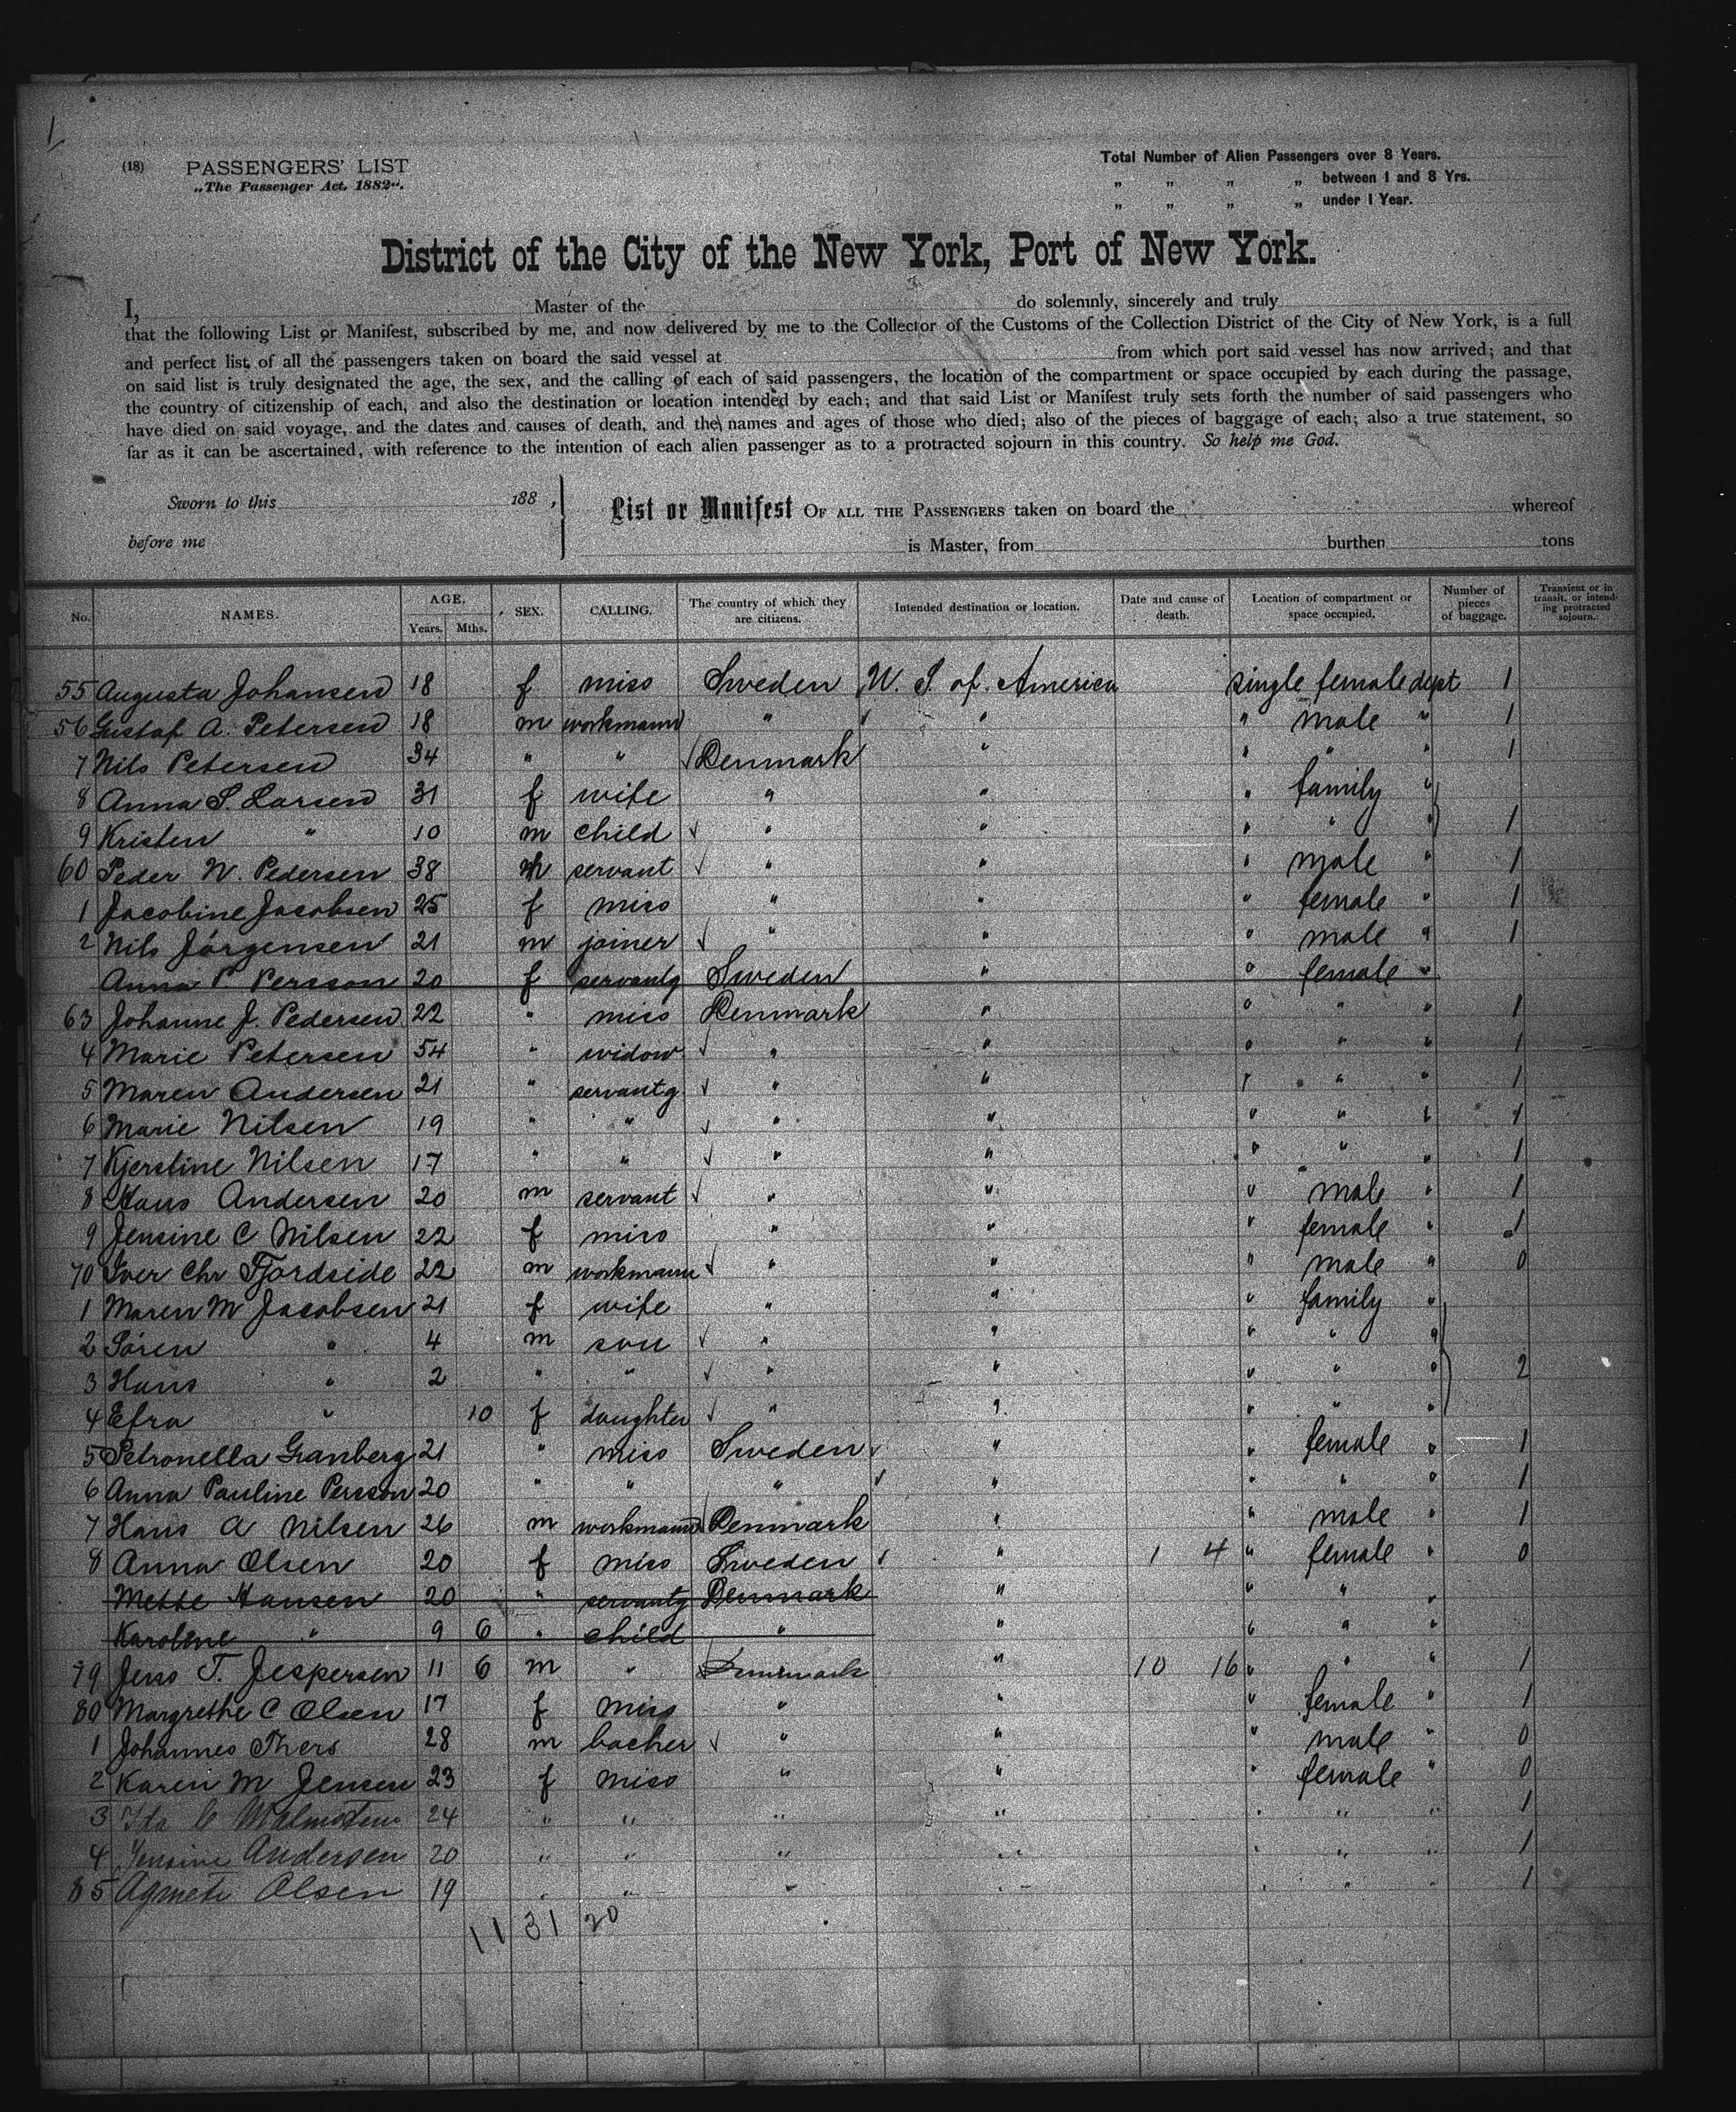 (18) PASSENGERS' LIST
„The Passenger Act, 1882".
Total Number of Alien Passengers over 8 Years.
„ „ „ „ between 1 and 8 Yrs.
„ „ „ „ under 1 Year.
District of the City of the New York, Port of New York.
I, Master of the do solemnly, sincerely and truly
that the following List or Manifest, subscribed by me, and now delivered by me to the Collector of the Customs of the Collection District of the City of New York, is a full
and perfect list of all the passengers taken on board the said vessel at from which port said vessel has now arrived; and that
on said list is truly designated the age, the sex, and the calling of each of said passengers, the location of the compartment or space occupied by each during the passage,
the country of citizenship of each, and also the destination or location intended by each; and that said List or Manifest truly sets forth the number of said passengers who
have died on said voyage, and the dates and causes of death, and the names and ages of those who died; also of the pieces of baggage of each; also a true statement, so
far as it can be ascertained, with reference to the intention of each alien passenger as to a protracted sojourn in this country. So help me God.
Sworn to this 188 ,
before me
List or Manifest OF ALL THE PASSENGERS taken on board the whereof
is Master, from burthen tons
No. NAMES. AGE. Years. Mths. SEX. CALLING. The country of which they are citizens. Intended destination or location. Date and cause of death. Location of compartment or space occupied. Number of pieces of baggage. Transient or in transit, or intending protracted sojourn.
55 Augusta Johansen 18 f miss Sweden U. S. of. America single female dept 1
56 Gustaf A. Petersen 18 m workmann " " " male " 1
7 Nils Petersen 34 " " Denmark " " " " 1
8 Anna S. Larsen 31 f wife " " " family "
9 Kristen " 10 m child " " " " " 1
60 Peder N. Pedersen 38 m servant " " " male " 1
1 Jacobine Jacobsen 25 f miss " " " female " 1
2 Nils Jörgensen 21 m joiner " " " male " 1
Anna P Persson 20 f servantg Sweden " " female "
63 Johanne J. Pedersen 22 " miss Denmark " " " " 1
4 Marie Petersen 54 " widow " " " " " 1
5 Maren Andersen 21 " servantg " " " " " 1
6 Marie Nilsen 19 " " " " " " " 1
7 Kjerstine Nilsen 17 " " " " " " " 1
8 Hans Andersen 20 m servant " " " male " 1
9 Jensine C Nilsen 22 f miss " " " female " 1
70 Iver Chr Fjordside 22 m workmann " " " male " 0
1 Maren M Jacobsen 21 f wife " " " family "
2 Sören " 4 m son " " " " "
3 Hans " 2 " " " " " " " 2
4 Efra " 10 f daughter " " " " "
5 Petronella Granberg 21 " miss Sweden " " female " 1
6 Anna Pauline Persson 20 " " " " " " " 1
7 Hans A Nilsen 26 m workmann Denmark " " male " 1
8 Anna Olsen 20 f miss Sweden " 1 4 " female " 0
Mette Hansen 20 " servantg Denmark " " " "
Karoline " 9 6 " child " " " " "
79 Jens T. Jespersen 11 6 m " Denmark " 10 16 " " " 1
80 Margrethe C Olsen 17 f miss " " " female " 1
1 Johannes Thers 28 m bacher " " " male " 0
2 Karen M Jensen 23 f miss " " " female " 0
3 Ida C 24 " " " " " " " 1
4 Jensine Andersen 20 " " " " " " " 1
85 Agnete Olsen 19 " " " " " " " 1
11 31 20